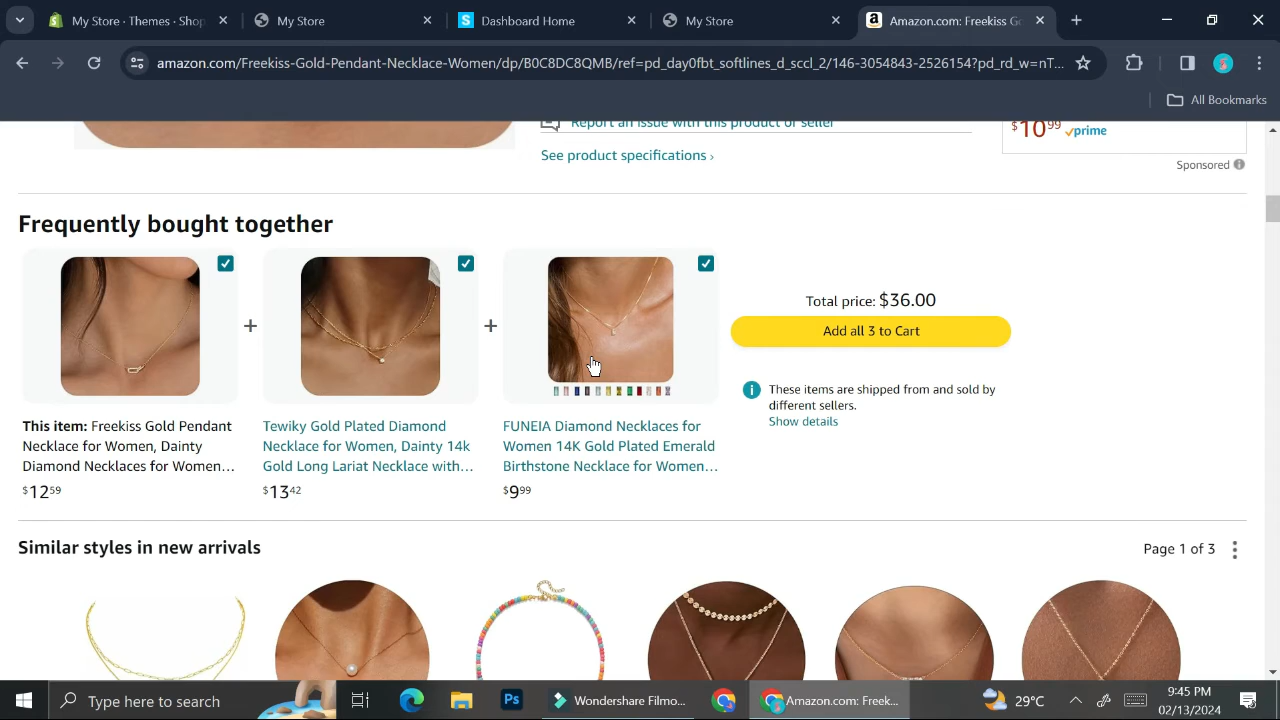 My Store · Themes · Shop
My Store
Dashboard Home
My Store
Amazon.com: Freekiss Go
amazon.com/Freekiss-Gold-Pendant-Necklace-Women/dp/B0C8DC8QMB/ref=pd_day0fbt_softlines_d_sccl_2/146-3054843-2526154?pd_rd_w=nT...
All Bookmarks
Report an issue with this product or seller
$10 99 prime
See product specifications ›
Sponsored
Frequently bought together
+
+
Total price: $36.00
Add all 3 to Cart
These items are shipped from and sold by
different sellers.
Show details
This item: Freekiss Gold Pendant
Necklace for Women, Dainty
Diamond Necklaces for Women...
$12 59
Tewiky Gold Plated Diamond
Necklace for Women, Dainty 14k
Gold Long Lariat Necklace with...
$13 42
FUNEIA Diamond Necklaces for
Women 14K Gold Plated Emerald
Birthstone Necklace for Women...
$9 99
Similar styles in new arrivals
Page 1 of 3
Type here to search
Ps
Wondershare Filmo...
Amazon.com: Freek...
29°C
9:45 PM
02/13/2024